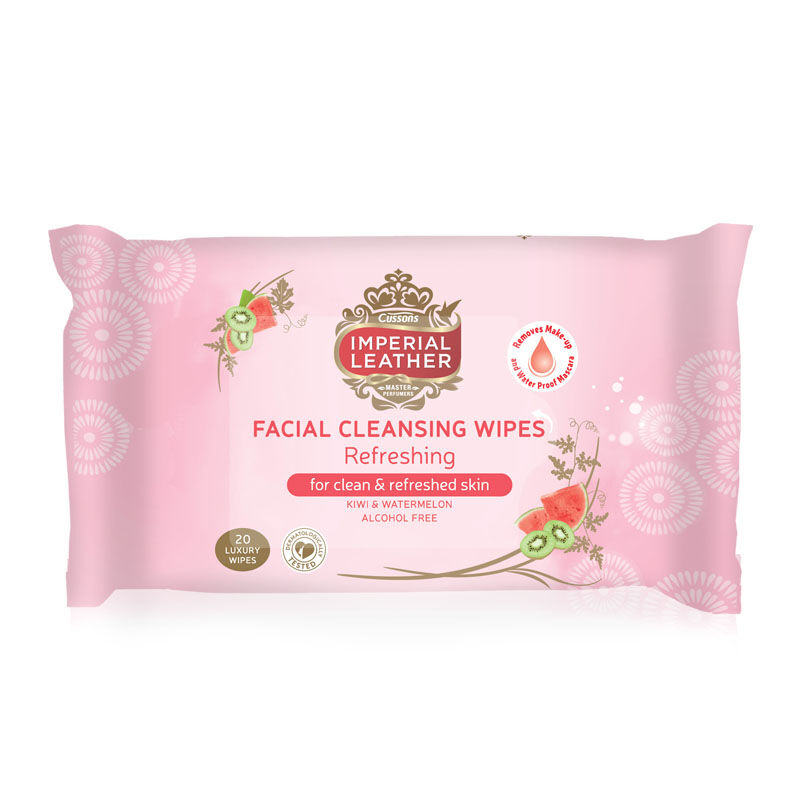 Cussons
IMPERIAL
LEATHER
MASTER
PERFUMERS
Removes Make-up
and Water Proof Mascara
FACIAL CLEANSING WIPES
Refreshing
for clean & refreshed skin
KIWI & WATERMELON
ALCOHOL FREE
20
LUXURY
WIPES
DERMATOLOGICALLY
TESTED